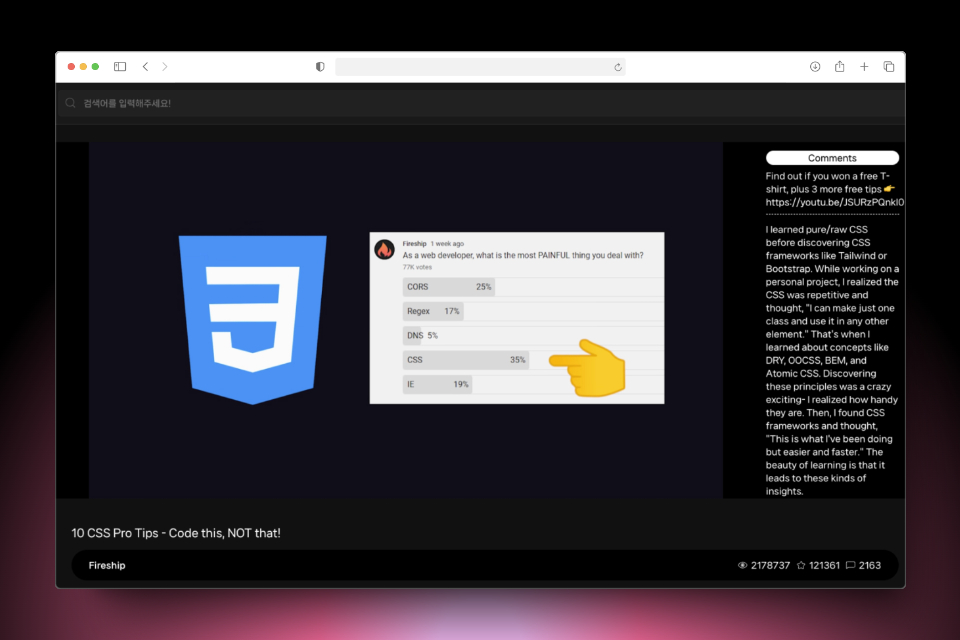 검색어를 입력해주세요!
Fireship 1 week ago
As a web developer, what is the most PAINFUL thing you deal with?
77K votes
CORS 25%
Regex 17%
DNS 5%
CSS 35%
IE 19%
Comments
Find out if you won a free T-
shirt, plus 3 more free tips 👉
https://youtu.be/JSURzPQnkI0
I learned pure/raw CSS
before discovering CSS
frameworks like Tailwind or
Bootstrap. While working on a
personal project, I realized the
CSS was repetitive and
thought, "I can make just one
class and use it in any other
element." That's when I
learned about concepts like
DRY, OOCSS, BEM, and
Atomic CSS. Discovering
these principles was a crazy
exciting- I realized how handy
they are. Then, I found CSS
frameworks and thought,
"This is what I've been doing
but easier and faster." The
beauty of learning is that it
leads to these kinds of
insights.
10 CSS Pro Tips - Code this, NOT that!
Fireship
2178737 121361 2163